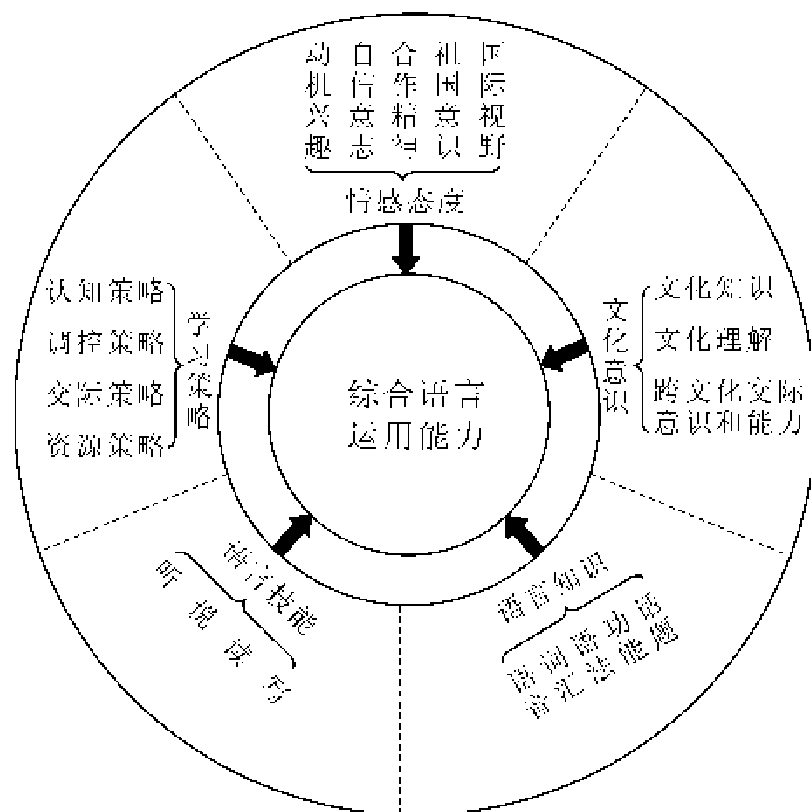 动机兴趣
自信意志
合作精神
祖国意识
国际视野
情感态度
认知策略
调控策略
交际策略
资源策略
学习策略
综合语言
运用能力
文化意识
文化知识
文化理解
跨文化交际
意识和能力
语言技能
听 说 读 写
语言知识
语音
词汇
语法
功能
话题